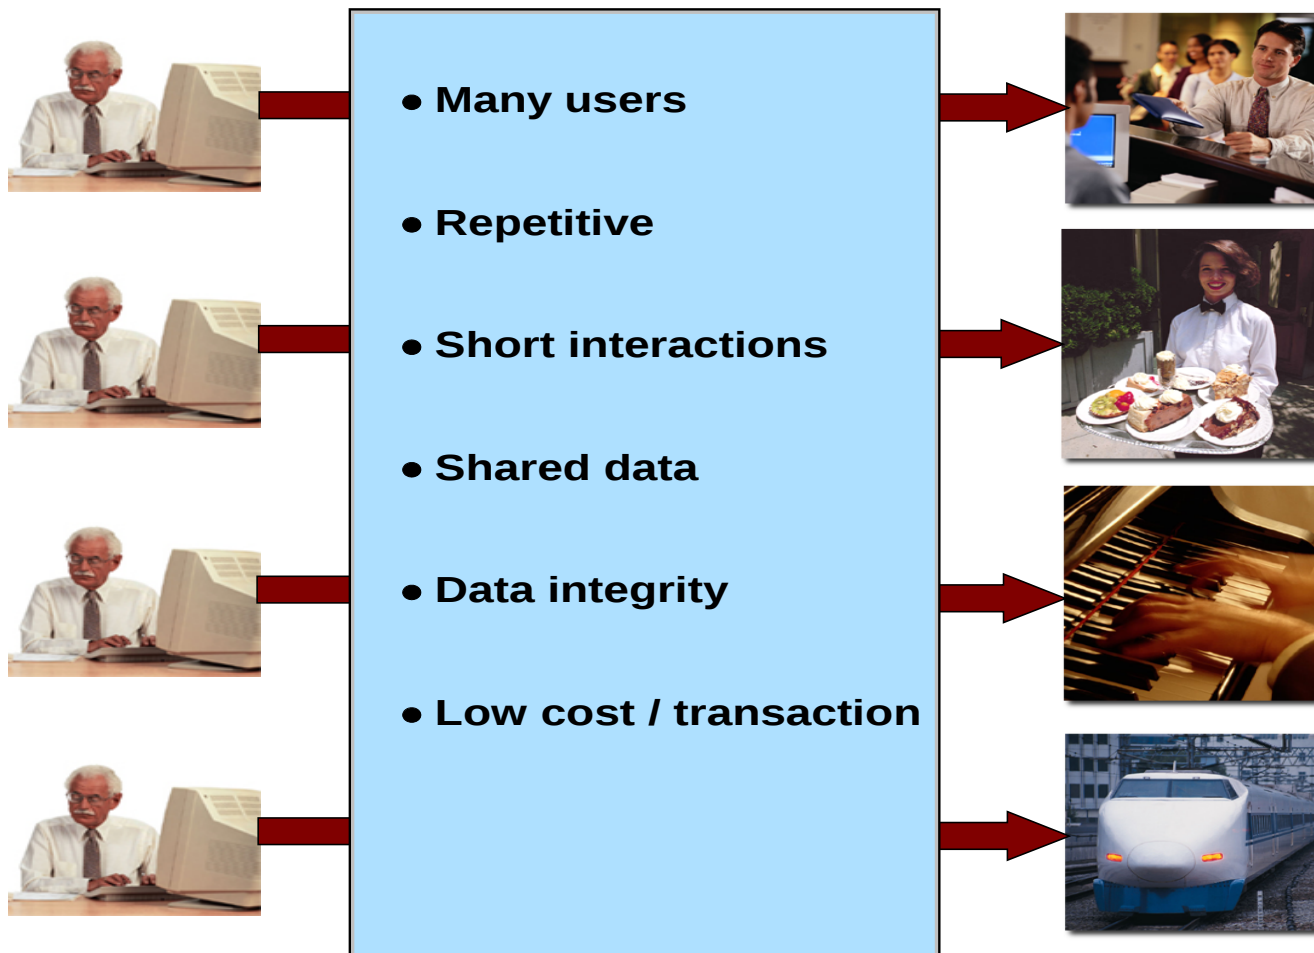 • Many users
• Repetitive
• Short interactions
• Shared data
• Data integrity
• Low cost / transaction